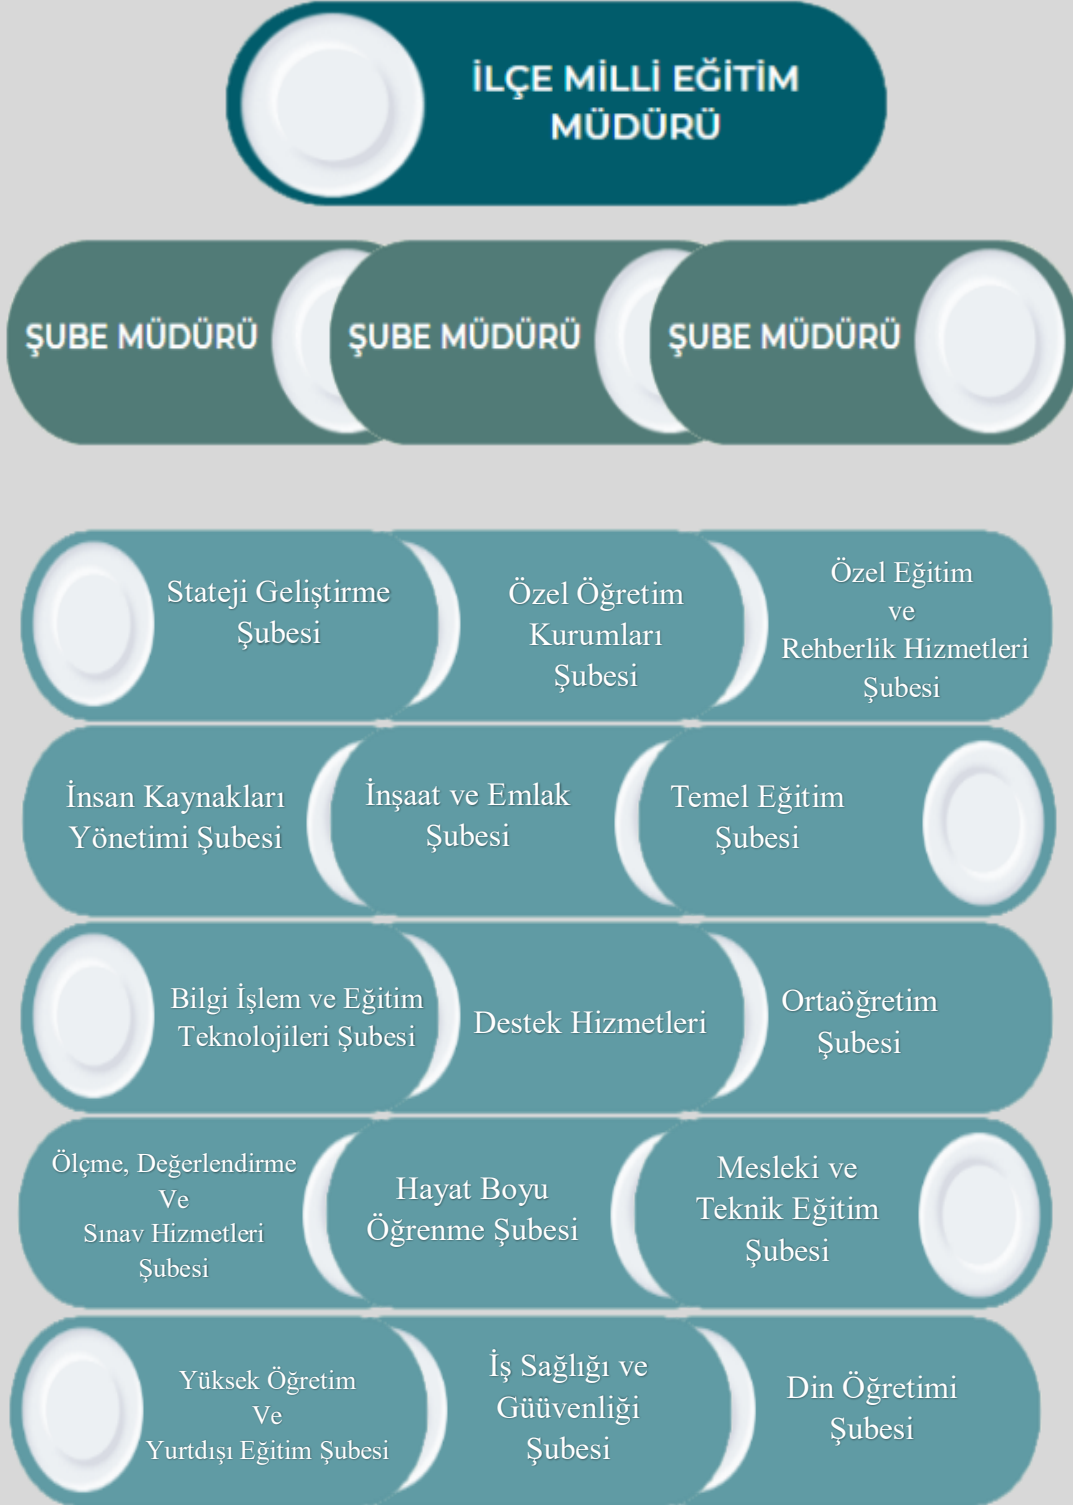 İLÇE MİLLİ EĞİTİM
MÜDÜRÜ
ŞUBE MÜDÜRÜ
ŞUBE MÜDÜRÜ
ŞUBE MÜDÜRÜ
Stateji Geliştirme
Şubesi
Özel Öğretim
Kurumları
Şubesi
Özel Eğitim
ve
Rehberlik Hizmetleri
Şubesi
İnsan Kaynakları
Yönetimi Şubesi
İnşaat ve Emlak
Şubesi
Temel Eğitim
Şubesi
Bilgi İşlem ve Eğitim
Teknolojileri Şubesi
Destek Hizmetleri
Ortaöğretim
Şubesi
Ölçme, Değerlendirme
Ve
Sınav Hizmetleri
Şubesi
Hayat Boyu
Öğrenme Şubesi
Mesleki ve
Teknik Eğitim
Şubesi
Yüksek Öğretim
Ve
Yurtdışı Eğitim Şubesi
İş Sağlığı ve
Güüvenliği
Şubesi
Din Öğretimi
Şubesi